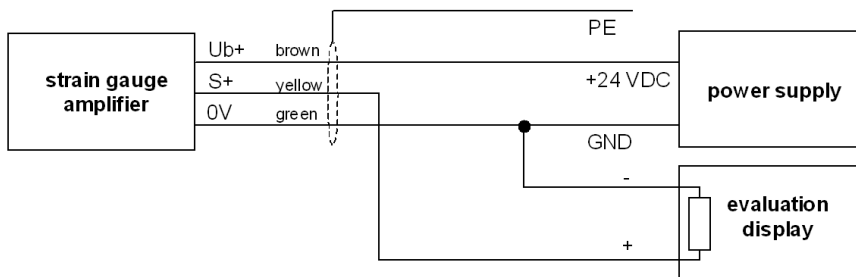 strain gauge
amplifier
Ub+ brown
S+ yellow
0V green
PE
+24 VDC
GND
power supply
-
+
evaluation
display